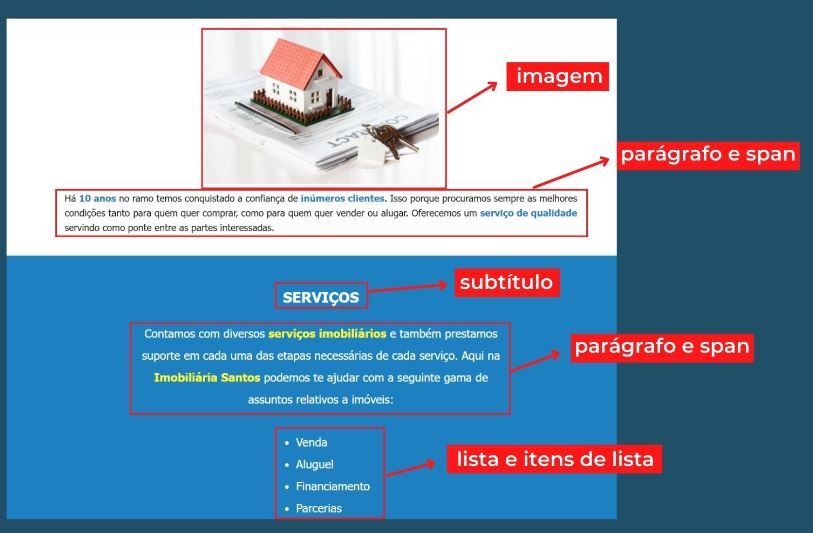 CONTRACT
imagem
parágrafo e span
Há 10 anos no ramo temos conquistado a confiança de inúmeros clientes. Isso porque procuramos sempre as melhores
condições tanto para quem quer comprar, como para quem quer vender ou alugar. Oferecemos um serviço de qualidade
servindo como ponte entre as partes interessadas.
subtítulo
SERVIÇOS
Contamos com diversos serviços imobiliários e também prestamos
suporte em cada uma das etapas necessárias de cada serviço. Aqui na
Imobiliária Santos podemos te ajudar com a seguinte gama de
assuntos relativos a imóveis:
parágrafo e span
• Venda
• Aluguel
• Financiamento
• Parcerias
lista e itens de lista